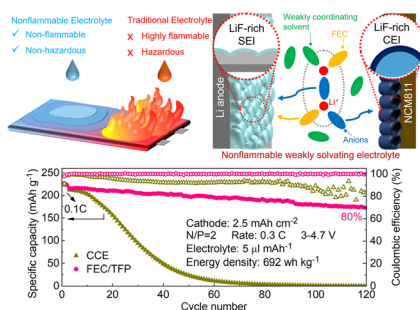 Nonflammable Electrolyte
✓ Non-flammable
✓ Non-hazardous
Traditional Electrolyte
x Highly flammable
x Hazardous
LiF-rich
SEI
Weakly coordinating
solvent
FEC
LiF-rich
CEI
Li anode
Li+
Anions
NCM811
Nonflammable weakly solvating electrolyte
Specific capacity (mAh g-1)
250
200
150
100
50
0
0.1C
CCE
FEC/TFP
Cathode: 2.5 mAh cm-2
N/P=2 Rate: 0.3 C 3-4.7 V
Electrolyte: 5 µl mAh-1
Energy density: 692 wh kg-1
80%
100
80
60
40
20
0
Coulombic efficiency (%)
0 20 40 60 80 100 120
Cycle number